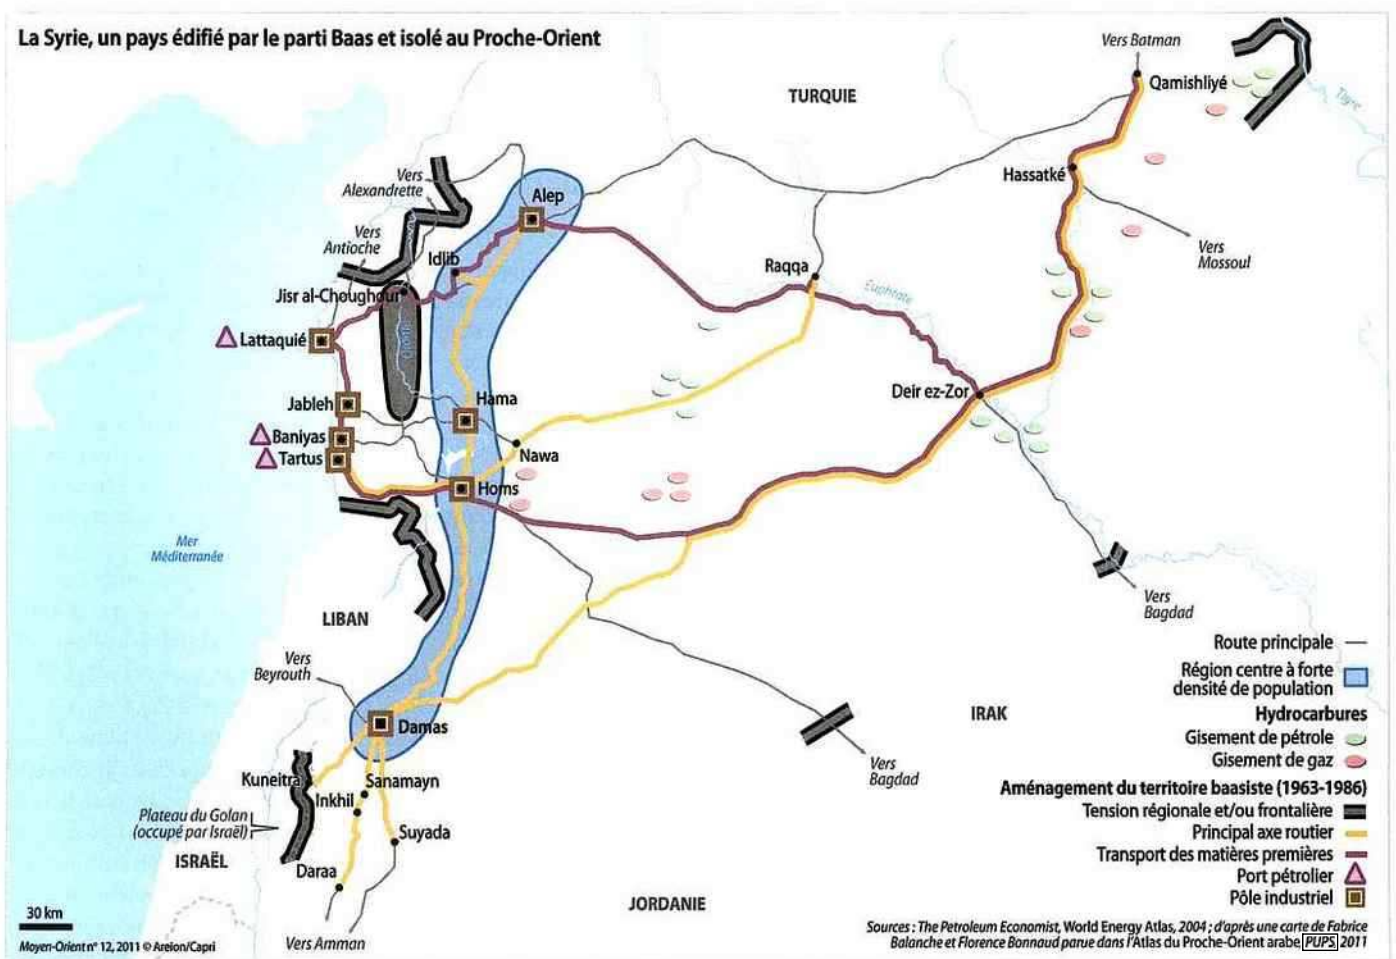 La Syrie, un pays édifié par le parti Baas et isolé au Proche-Orient
Vers Batman
Qamishliyé
Tigre
TURQUIE
Hassatké
Vers
Alexandrette
Alep
Vers
Antioche
Idlib
Vers
Mossoul
Raqqa
Euphrate
Jisr al-Choughour
Lattaquié
Oronte
Deir ez-Zor
Jableh
Hama
Baniyas
Nawa
Tartus
Homs
Mer
Méditerranée
Vers
Bagdad
LIBAN
Vers
Beyrouth
IRAK
Damas
Vers
Bagdad
Kuneitra
Sanamayn
Inkhil
Plateau du Golan
(occupé par Israël)
Suyada
ISRAËL
Daraa
JORDANIE
Vers Amman
Route principale
Région centre à forte
densité de population
Hydrocarbures
Gisement de pétrole
Gisement de gaz
Aménagement du territoire baasiste (1963-1986)
Tension régionale et/ou frontalière
Principal axe routier
Transport des matières premières
Port pétrolier
Pôle industriel
30 km
Moyen-Orient n° 12, 2011 © Areion/Capri
Sources : The Petroleum Economist, World Energy Atlas, 2004 ; d'après une carte de Fabrice
Balanche et Florence Bonnaud parue dans l'Atlas du Proche-Orient arabe, PUPS, 2011